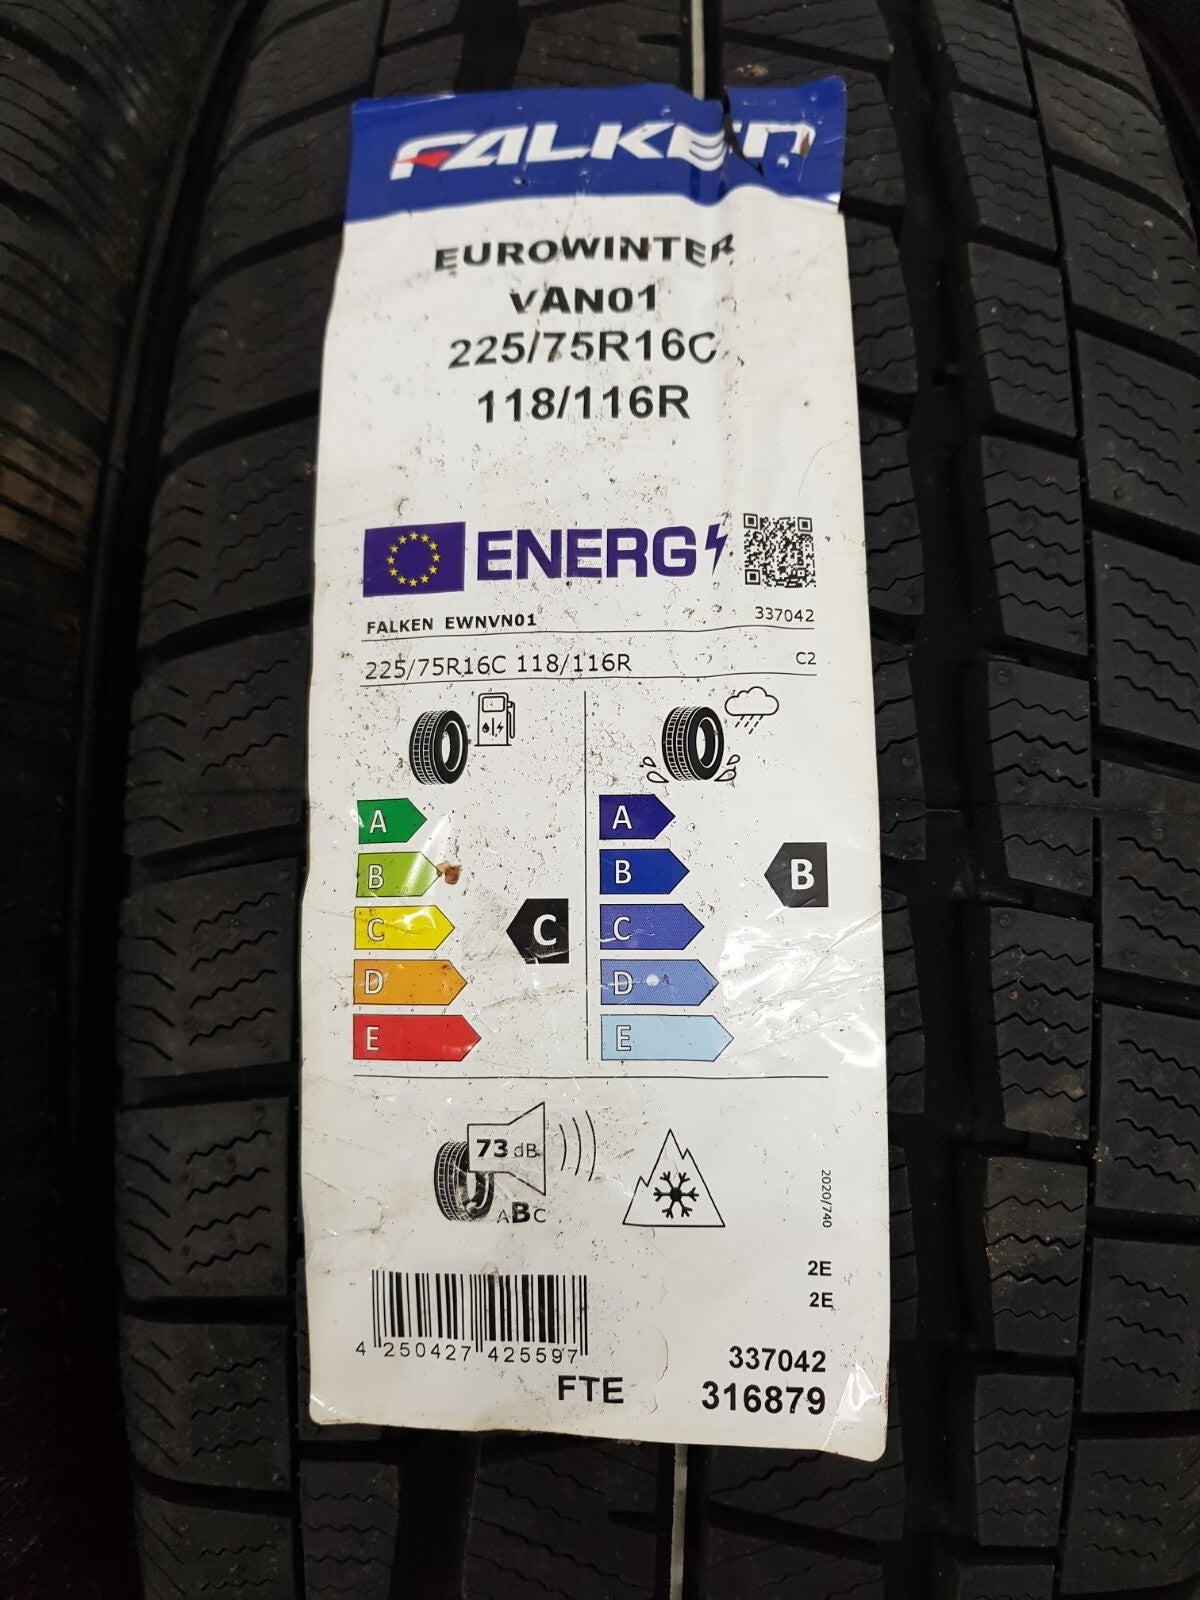 FALKEN
EUROWINTER
VAN01
225/75R16C
118/116R
ENERG
FALKEN EWNVN01 337042
225/75R16C 118/116R C2
A
B
C
D
E
C
A
B
C
D
E
B
73 dB
ABC
2020/740
2E
2E
4 250427 425597
337042
FTE 316879